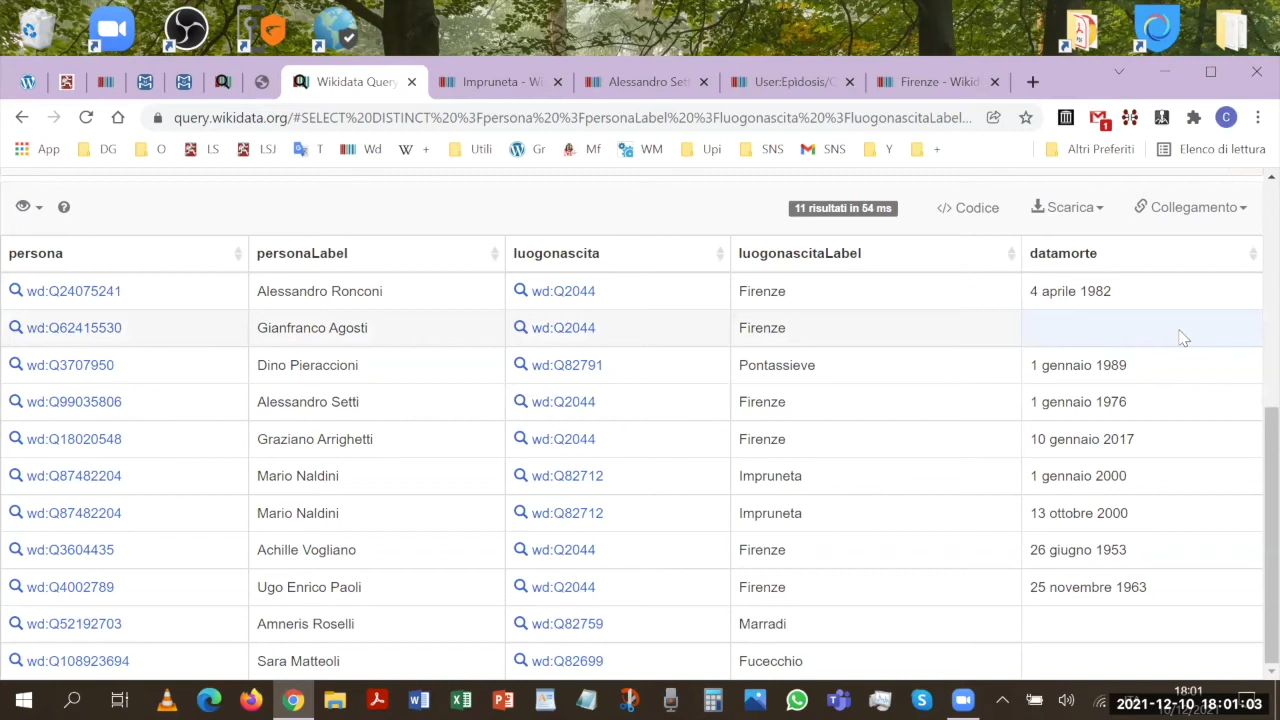 Wikidata Query
Impruneta - Wi
Alessandro Sett
User:Epìdosis/C
Firenze - Wikid
query.wikidata.org/#SELECT%20DISTINCT%20%3Fpersona%20%3FpersonaLabel%20%3Fluogonascita%20%3FluogonascitaLabel...
1
C
App
DG
O
LS
LSJ
T
Wd
+
Utili
Gr
Mf
WM
Upi
SNS
SNS
Y
+
Altri Preferiti
Elenco di lettura
11 risultati in 54 ms
</> Codice
Scarica
Collegamento
persona personaLabel luogonascita luogonascitaLabel datamorte
wd:Q24075241 Alessandro Ronconi wd:Q2044 Firenze 4 aprile 1982
wd:Q62415530 Gianfranco Agosti wd:Q2044 Firenze
wd:Q3707950 Dino Pieraccioni wd:Q82791 Pontassieve 1 gennaio 1989
wd:Q99035806 Alessandro Setti wd:Q2044 Firenze 1 gennaio 1976
wd:Q18020548 Graziano Arrighetti wd:Q2044 Firenze 10 gennaio 2017
wd:Q87482204 Mario Naldini wd:Q82712 Impruneta 1 gennaio 2000
wd:Q87482204 Mario Naldini wd:Q82712 Impruneta 13 ottobre 2000
wd:Q3604435 Achille Vogliano wd:Q2044 Firenze 26 giugno 1953
wd:Q4002789 Ugo Enrico Paoli wd:Q2044 Firenze 25 novembre 1963
wd:Q52192703 Amneris Roselli wd:Q82759 Marradi
wd:Q108923694 Sara Matteoli wd:Q82699 Fucecchio
18:01
2021-12-10 18:01:03